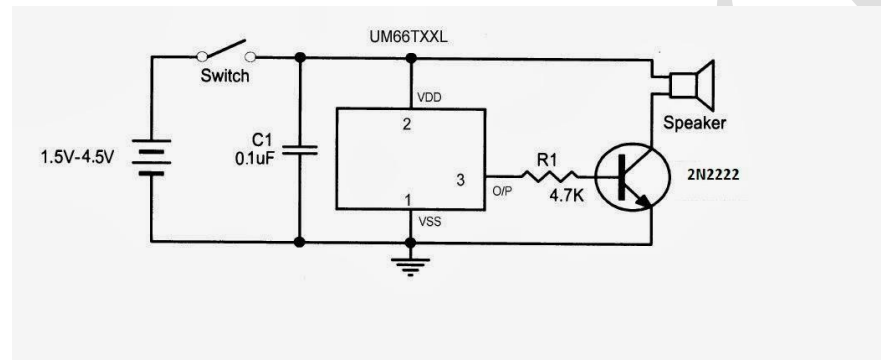 UM66TXXL
Switch
VDD
2
Speaker
C1
0.1uF
1.5V-4.5V
3
O/P
R1
4.7K
2N2222
1
VSS